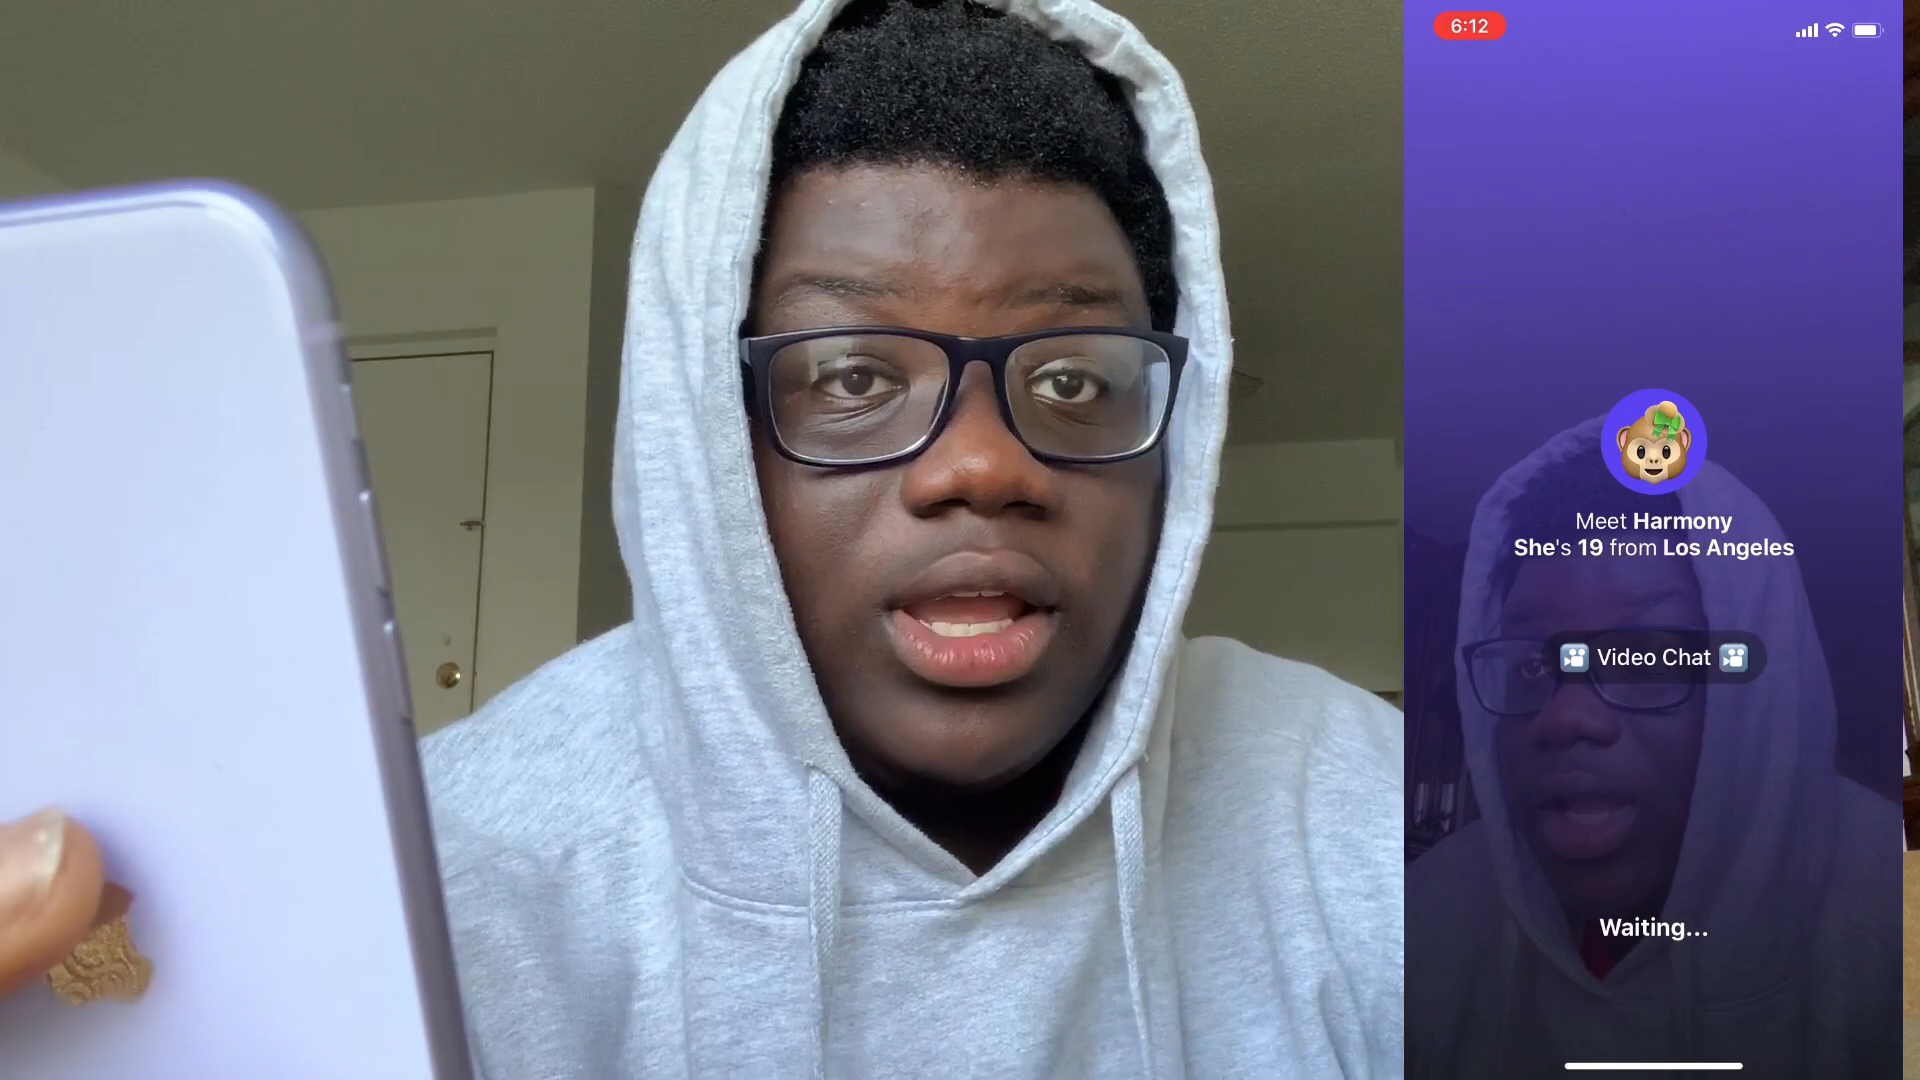 6:12
Meet Harmony
She's 19 from Los Angeles
Video Chat
Waiting...